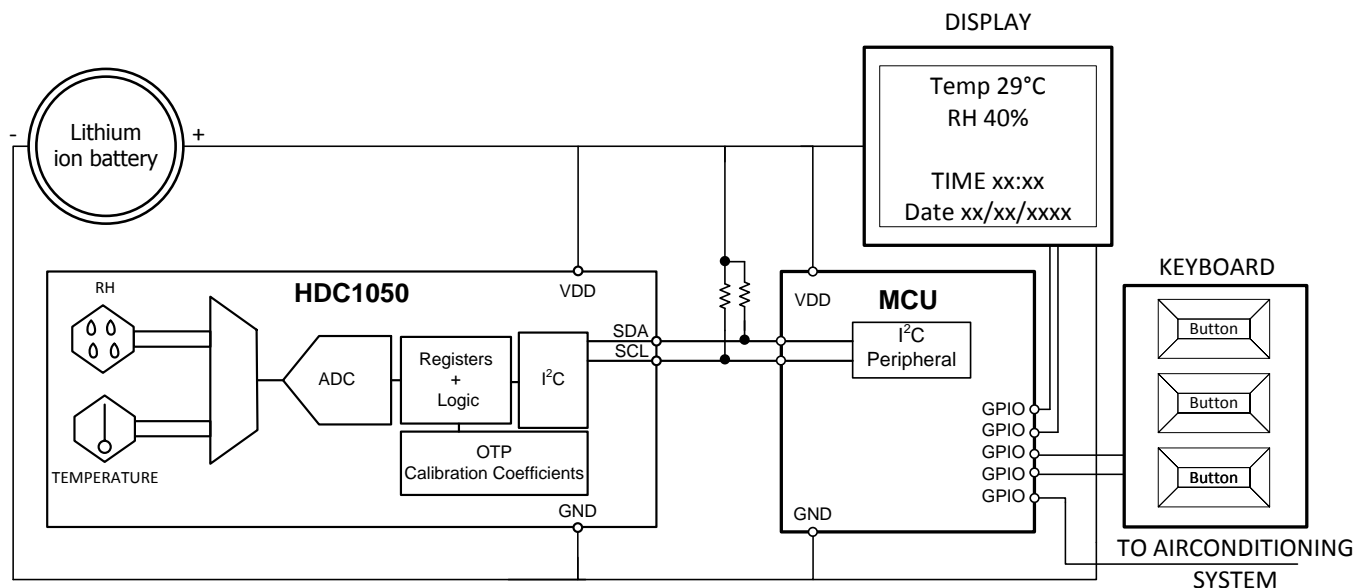 DISPLAY
Temp 29°C
RH 40%
TIME xx:xx
Date xx/xx/xxxx
-
Lithium
ion battery
+
KEYBOARD
Button
Button
Button
RH
HDC1050
VDD
SDA
SCL
ADC
Registers
+
Logic
I²C
OTP
Calibration Coefficients
TEMPERATURE
GND
VDD
MCU
I²C
Peripheral
GPIO
GPIO
GPIO
GPIO
GPIO
GND
TO AIRCONDITIONING
SYSTEM